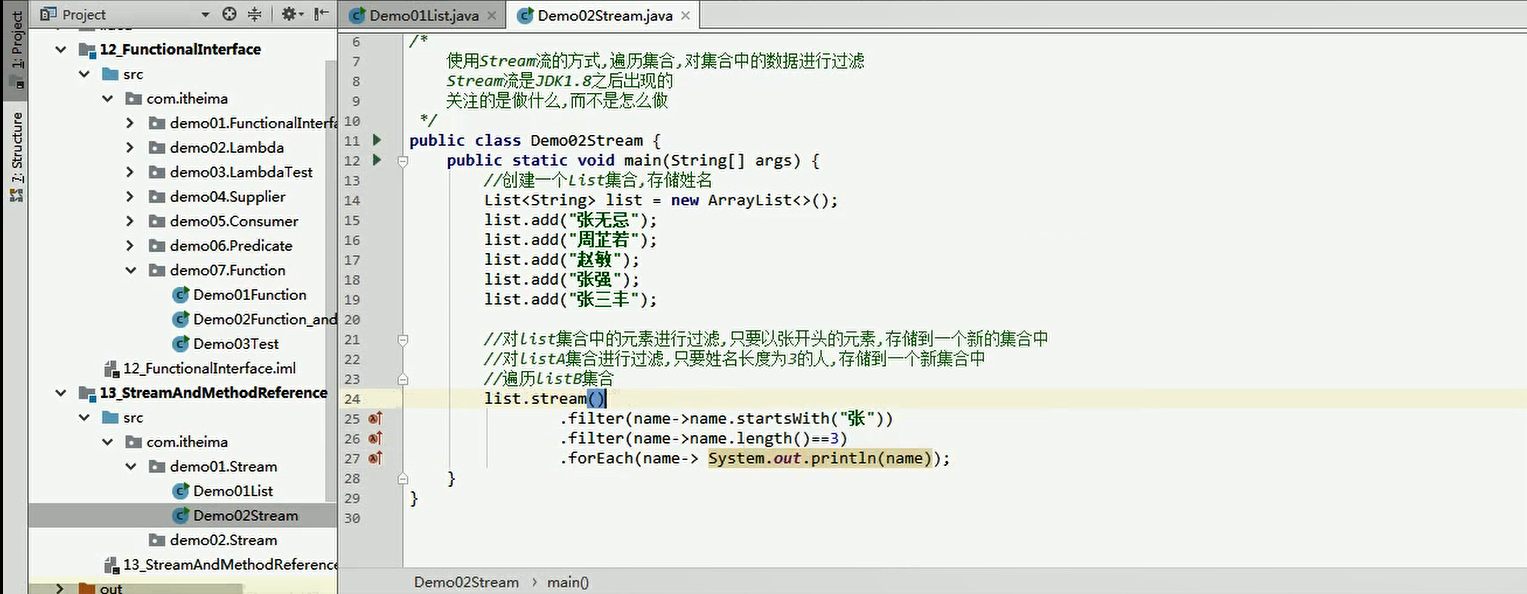 Project
Demo01List.java
Demo02Stream.java
1: Project
7: Structure
12_FunctionalInterface
src
com.itheima
demo01.FunctionalInterfa
demo02.Lambda
demo03.LambdaTest
demo04.Supplier
demo05.Consumer
demo06.Predicate
demo07.Function
Demo01Function
Demo02Function_and
Demo03Test
12_FunctionalInterface.iml
13_StreamAndMethodReference
src
com.itheima
demo01.Stream
Demo01List
Demo02Stream
demo02.Stream
13_StreamAndMethodReference
out
6 /*
7 使用Stream流的方式,遍历集合,对集合中的数据进行过滤
8 Stream流是JDK1.8之后出现的
9 关注的是做什么,而不是怎么做
10 */
11 public class Demo02Stream {
12 public static void main(String[] args) {
13 //创建一个List集合,存储姓名
14 List<String> list = new ArrayList<>();
15 list.add("张无忌");
16 list.add("周芷若");
17 list.add("赵敏");
18 list.add("张强");
19 list.add("张三丰");
20
21 //对list集合中的元素进行过滤,只要以张开头的元素,存储到一个新的集合中
22 //对listA集合进行过滤,只要姓名长度为3的人,存储到一个新集合中
23 //遍历listB集合
24 list.stream()
25 .filter(name->name.startsWith("张"))
26 .filter(name->name.length()==3)
27 .forEach(name-> System.out.println(name));
28 }
29 }
30
Demo02Stream › main()